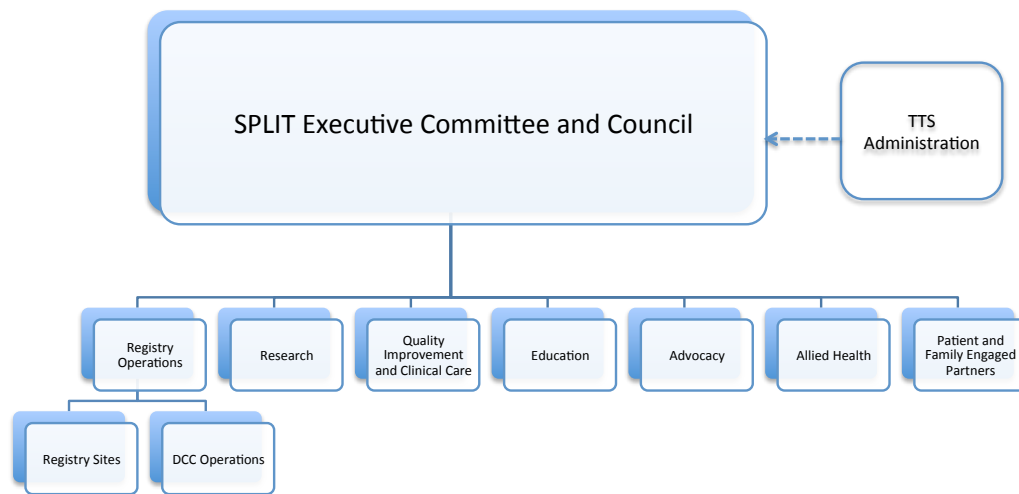 SPLIT Executive Committee and Council
TTS
Administration
Registry
Operations
Research
Quality
Improvement
and Clinical Care
Education
Advocacy
Allied Health
Patient and
Family Engaged
Partners
Registry Sites
DCC Operations